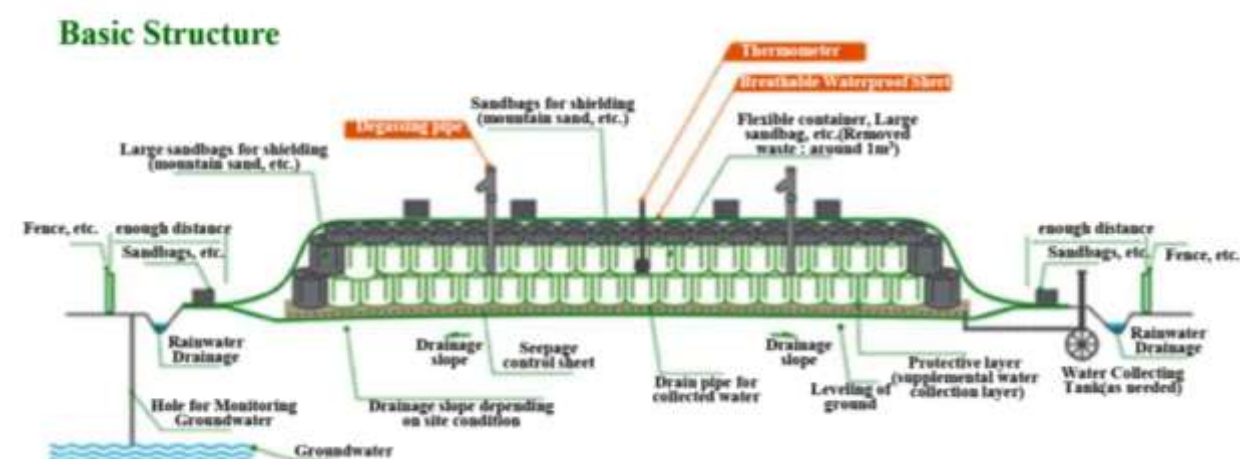 Basic Structure
Thermometer
Breathable Waterproof Sheet
Degassing pipe
Sandbags for shielding
(mountain sand, etc.)
Flexible container, Large
sandbag, etc.(Removed
waste : around 1m³)
Large sandbags for shielding
(mountain sand, etc.)
Fence, etc.
enough distance
Sandbags, etc.
enough distance
Sandbags, etc.
Fence, etc.
Rainwater
Drainage
Drainage
slope
Seepage
control sheet
Drainage
slope
Rainwater
Drainage
Drain pipe for
collected water
Leveling of
ground
Protective layer
(supplemental water
collection layer)
Water Collecting
Tank(as needed)
Hole for Monitoring
Groundwater
Drainage slope depending
on site condition
Groundwater